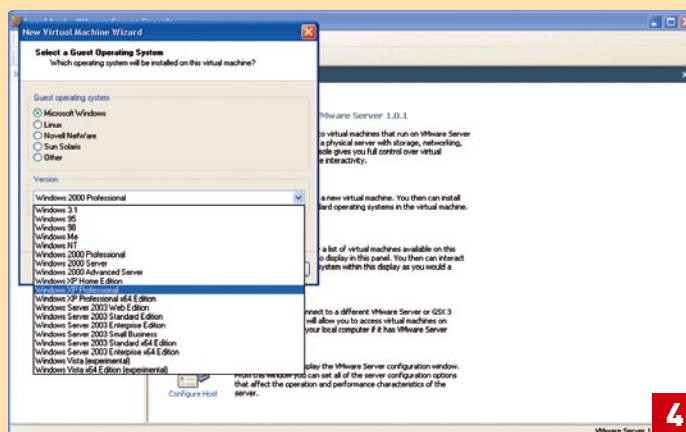 New Virtual Machine Wizard
Select a Guest Operating System
Which operating system will be installed on this virtual machine?
Guest operating system
Microsoft Windows
Linux
Novell NetWare
Sun Solaris
Other
Version
Windows 2000 Professional
Windows 3.1
Windows 95
Windows 98
Windows Me
Windows NT
Windows 2000 Professional
Windows 2000 Server
Windows 2000 Advanced Server
Windows XP Home Edition
Windows XP Professional
Windows XP Professional x64 Edition
Windows Server 2003 Web Edition
Windows Server 2003 Standard Edition
Windows Server 2003 Enterprise Edition
Windows Server 2003 Small Business
Windows Server 2003 Standard x64 Edition
Windows Server 2003 Enterprise x64 Edition
Windows Vista (experimental)
Windows Vista x64 Edition (experimental)
VMware Server 1.0.1
to virtual machines that run on VMware Server
a physical server with storage, networking,
sole gives you full control over virtual
e interactivity.
a new virtual machine. You then can install
dard operating systems in the virtual machine.
a list of virtual machines available on this
to display in this panel. You then can interact
system within this display as you would a
nnect to a different VMware Server or GSX 3
will allow you to access virtual machines on
your local computer if it has VMware Server
play the VMware Server configuration window.
From this window you can set all of the server configuration options
that affect the operation and performance characteristics of the
server.
Configure Host
VMware Server 1
4